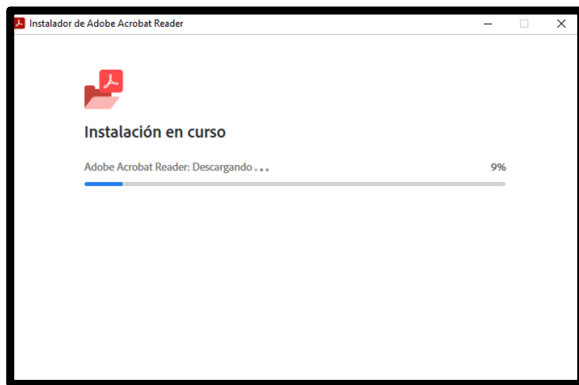 Instalador de Adobe Acrobat Reader
Instalación en curso
Adobe Acrobat Reader: Descargando ... 9%